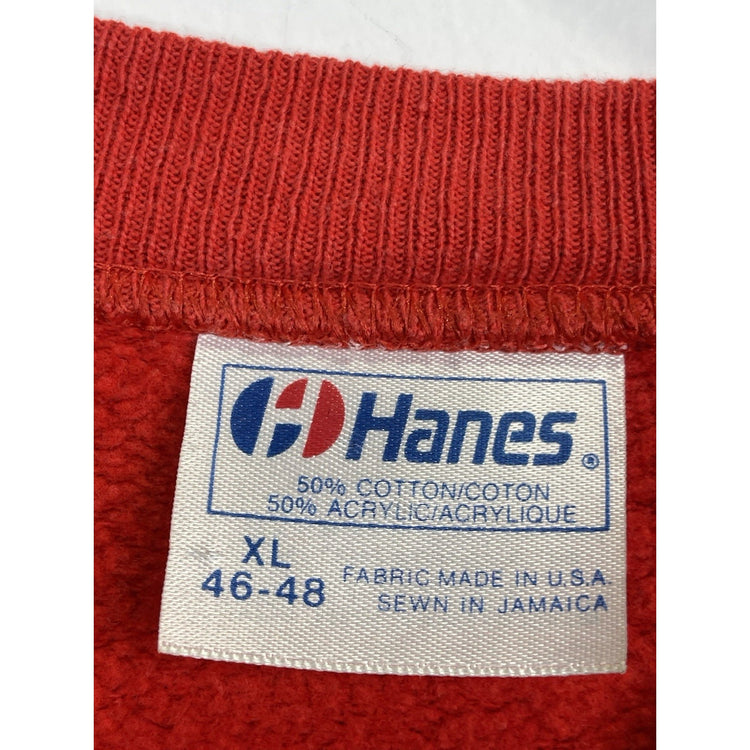 Hanes®
50% COTTON/COTON
50% ACRYLIC/ACRYLIQUE
XL
46-48
FABRIC MADE IN U.S.A.
SEWN IN JAMAICA